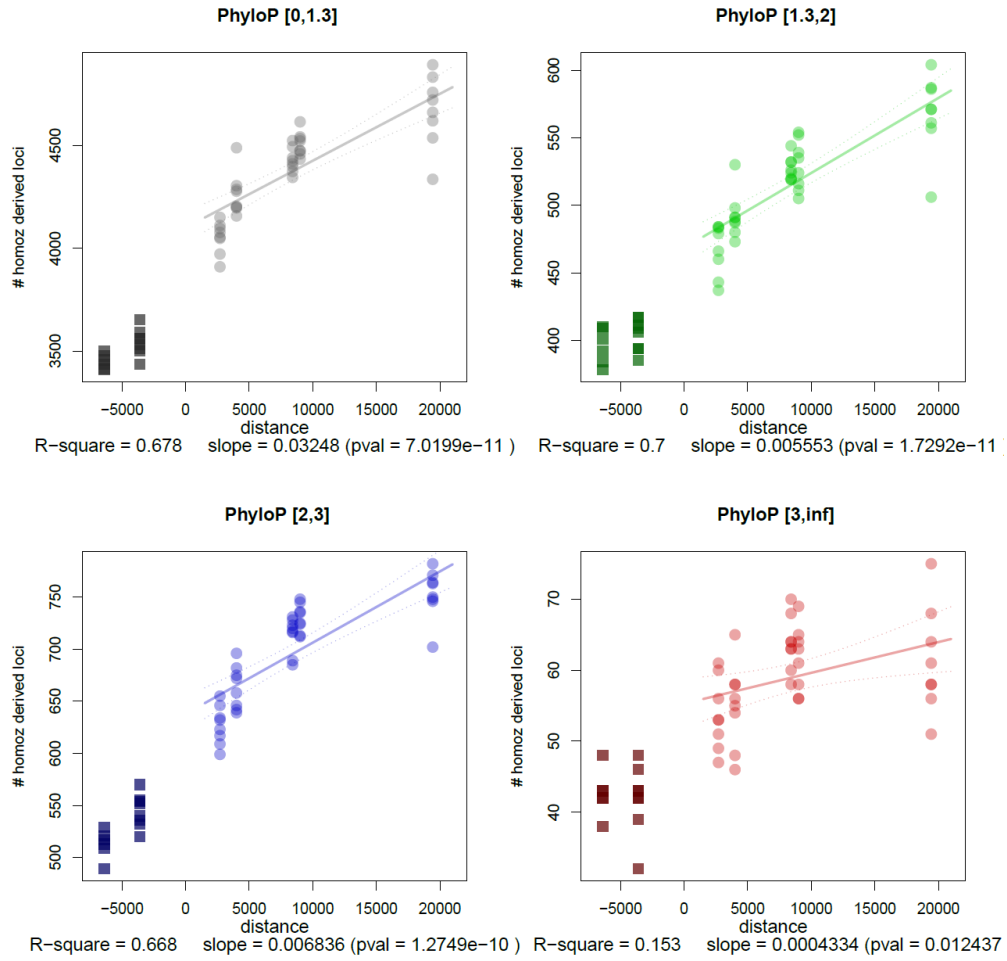 PhyloP [0,1.3]
# homoz derived loci
3500 4000 4500
−5000 0 5000 10000 15000 20000
distance
R-square = 0.678 slope = 0.03248 (pval = 7.0199e−11 )
PhyloP [1.3,2]
# homoz derived loci
400 450 500 550 600
−5000 0 5000 10000 15000 20000
distance
R-square = 0.7 slope = 0.005553 (pval = 1.7292e−11 )
PhyloP [2,3]
# homoz derived loci
500 550 600 650 700 750
−5000 0 5000 10000 15000 20000
distance
R-square = 0.668 slope = 0.006836 (pval = 1.2749e−10 )
PhyloP [3,inf]
# homoz derived loci
40 50 60 70
−5000 0 5000 10000 15000 20000
distance
R-square = 0.153 slope = 0.0004334 (pval = 0.012437